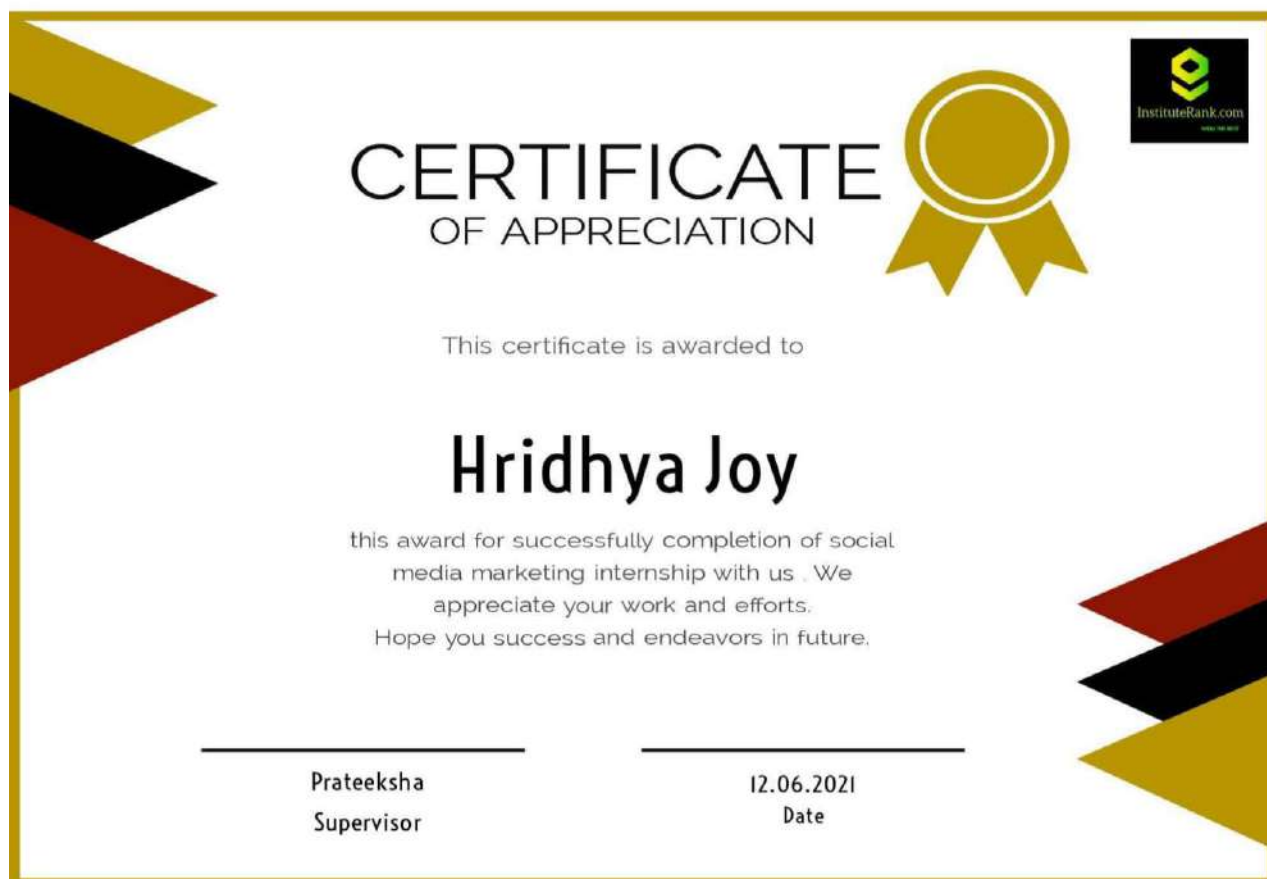 InstituteRank.com
CERTIFICATE
OF APPRECIATION
This certificate is awarded to
Hridhya Joy
this award for successfully completion of social
media marketing internship with us . We
appreciate your work and efforts.
Hope you success and endeavors in future.
Prateeksha
Supervisor
12.06.2021
Date